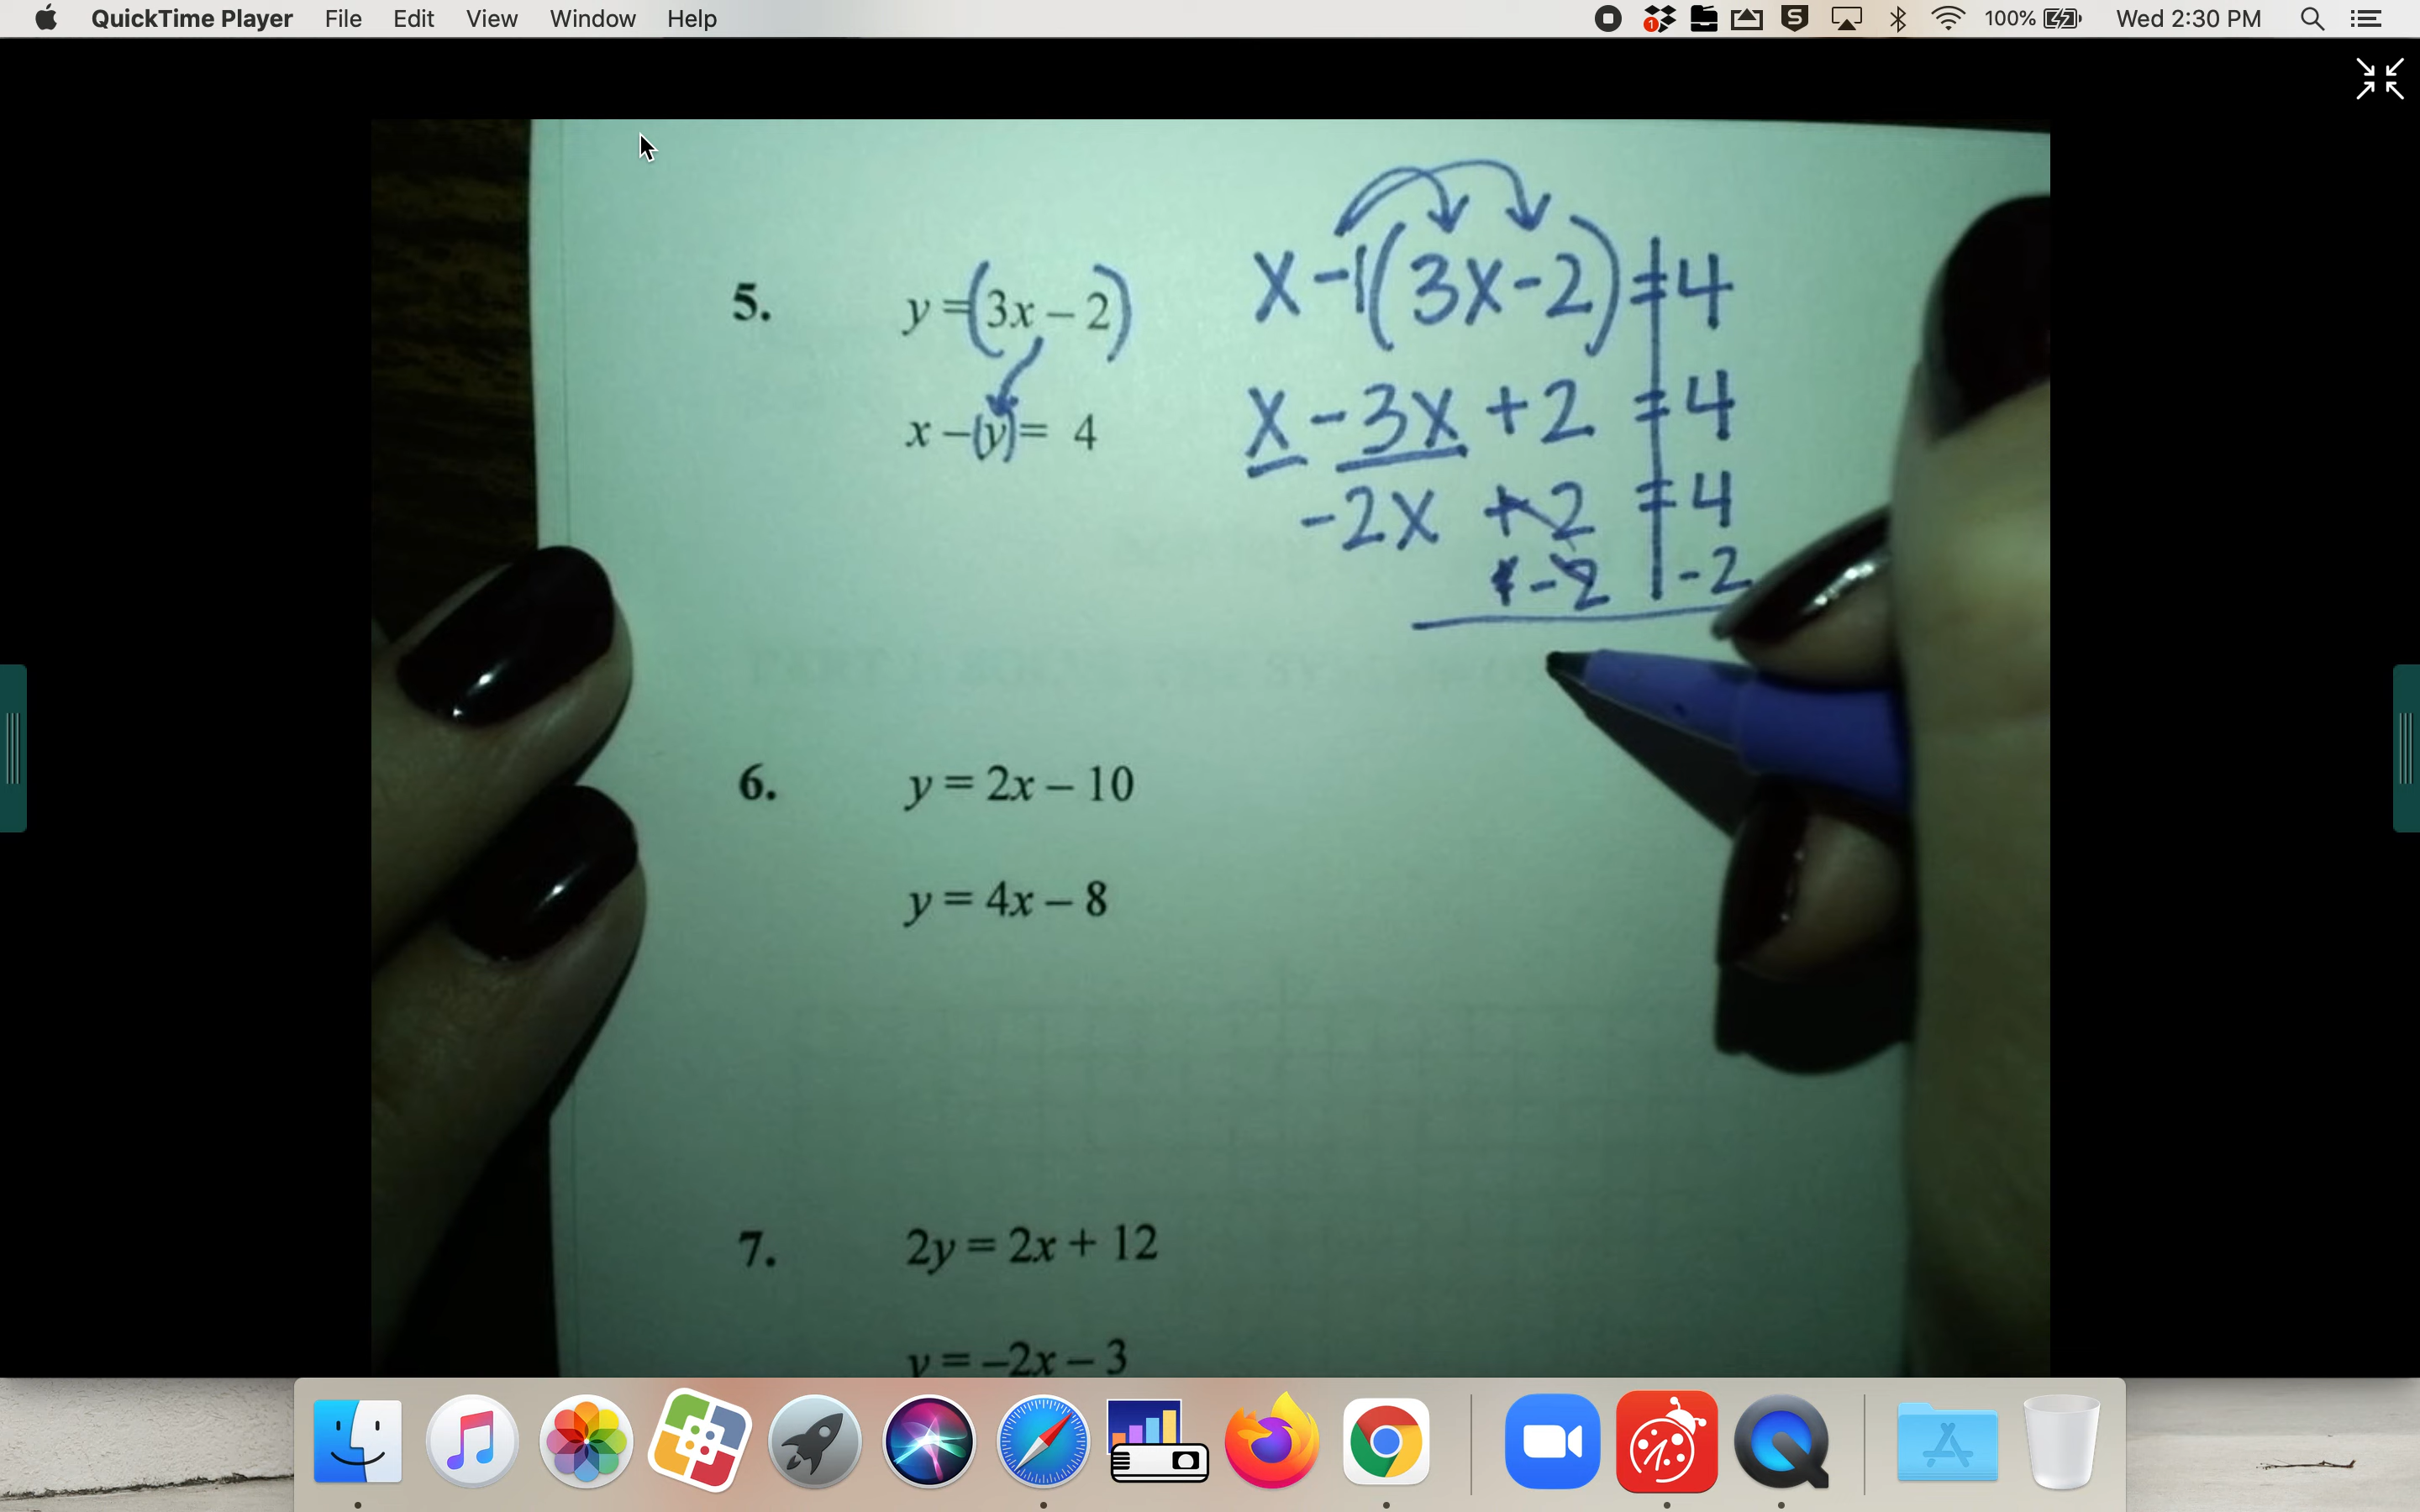 QuickTime Player File Edit View Window Help 1 S 100% Wed 2:30 PM
5. y = (3x – 2)
x – (y) = 4
x - 1(3x - 2) = 4
x - 3x + 2 = 4
-2x + 2 = 4
-2 -2
6. y = 2x – 10
y = 4x – 8
7. 2y = 2x + 12
y = –2x – 3